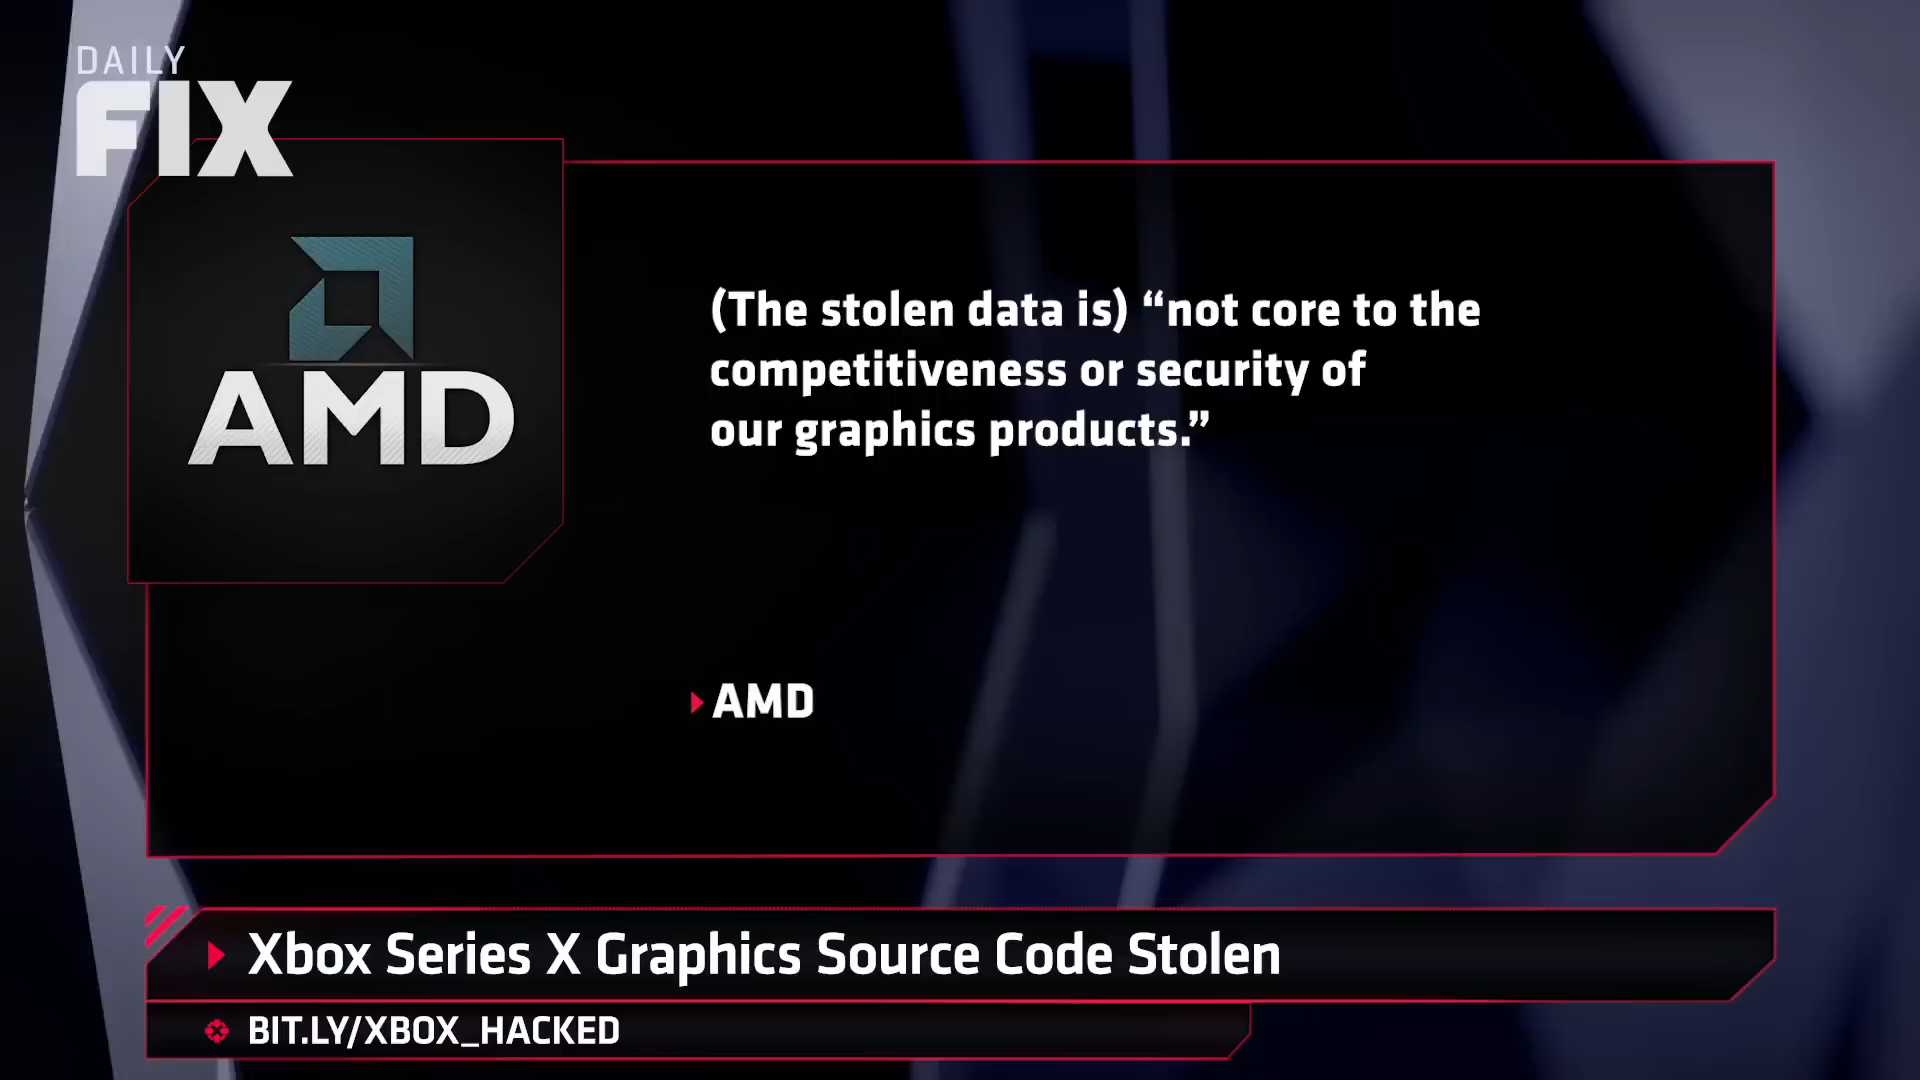 DAILY
FIX
AMD
(The stolen data is) “not core to the
competitiveness or security of
our graphics products.”
AMD
Xbox Series X Graphics Source Code Stolen
BIT.LY/XBOX_HACKED